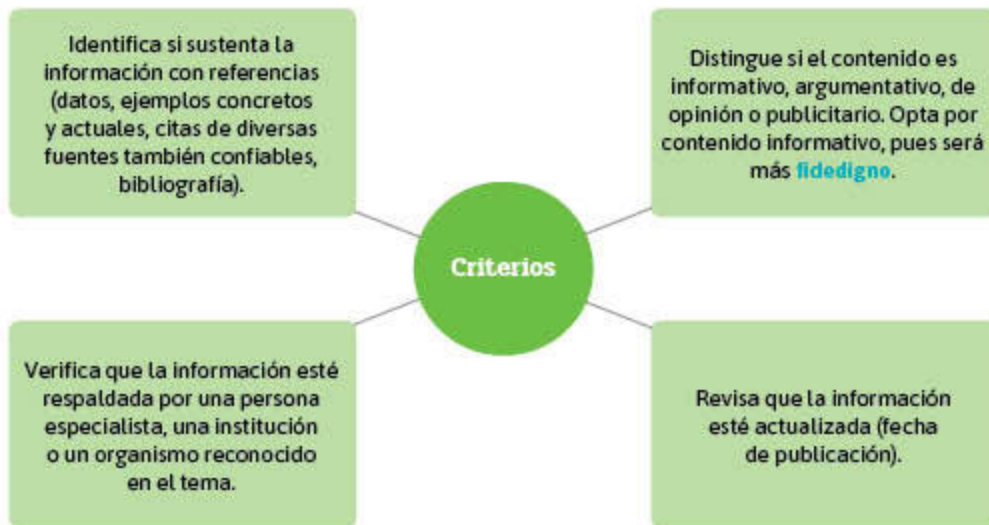 Identifica si sustenta la
información con referencias
(datos, ejemplos concretos
y actuales, citas de diversas
fuentes también confiables,
bibliografía).
Distingue si el contenido es
informativo, argumentativo, de
opinión o publicitario. Opta por
contenido informativo, pues será
más fidedigno.
Criterios
Verifica que la información esté
respaldada por una persona
especialista, una institución
o un organismo reconocido
en el tema.
Revisa que la información
esté actualizada (fecha
de publicación).